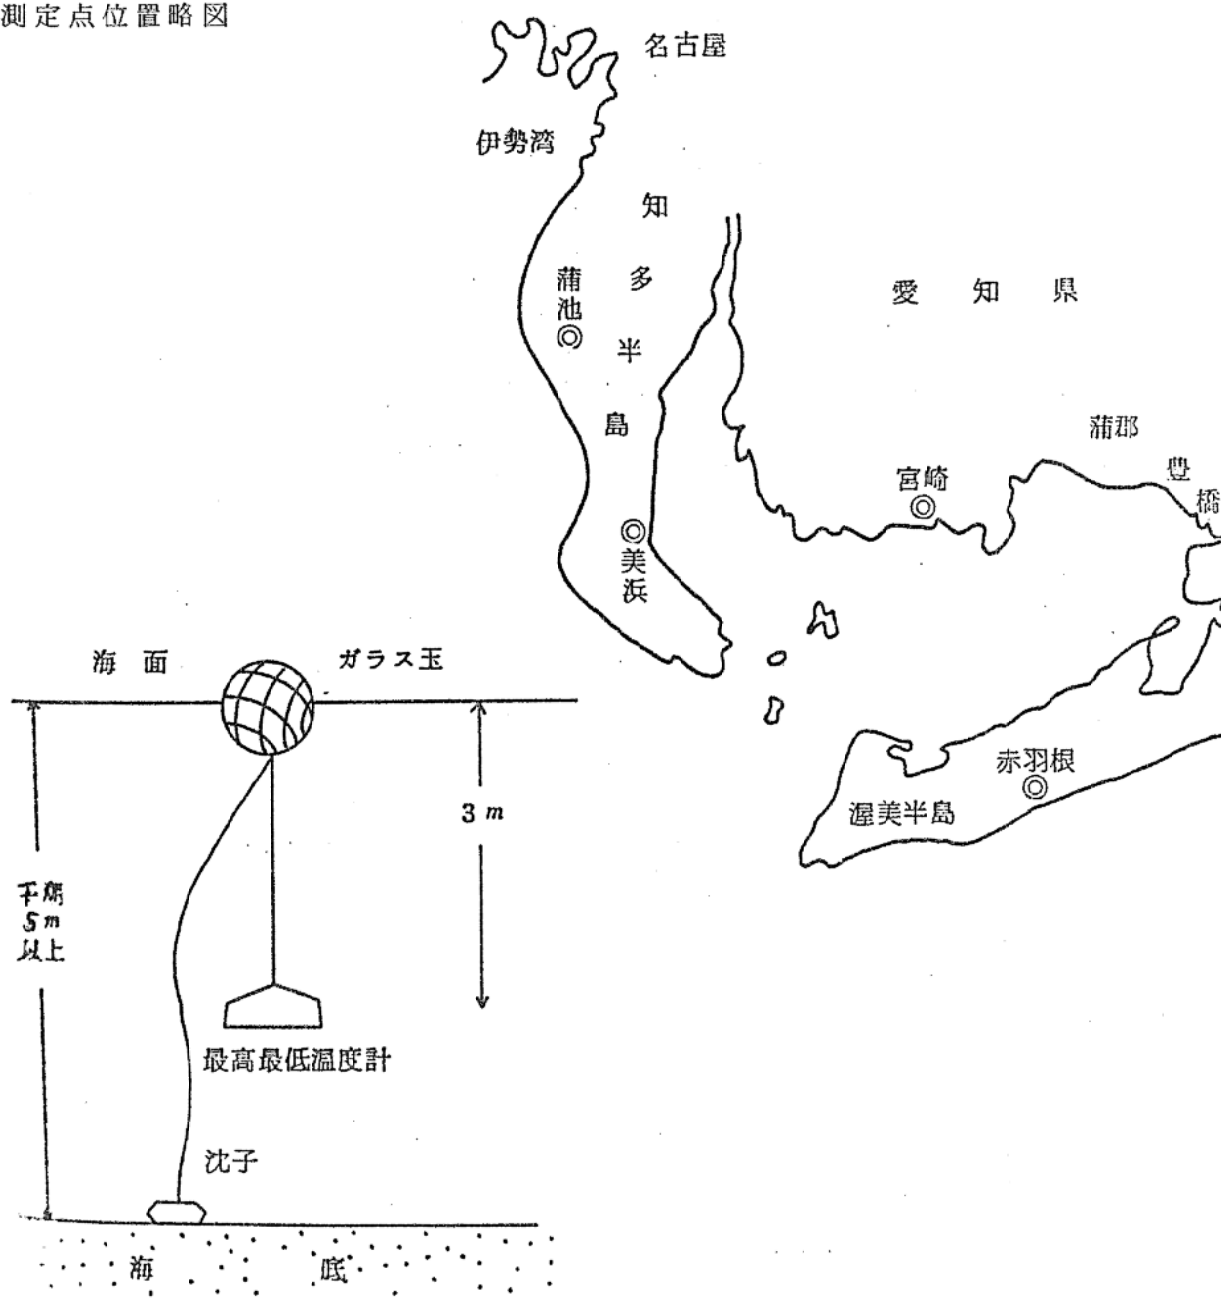 測定点位置略図
名古屋
伊勢湾
知多半島
蒲池
愛知県
蒲郡
豊橋
宮崎
美浜
赤羽根
渥美半島
海面
ガラス玉
3m
干潮
5m
以上
最高最低温度計
沈子
海底